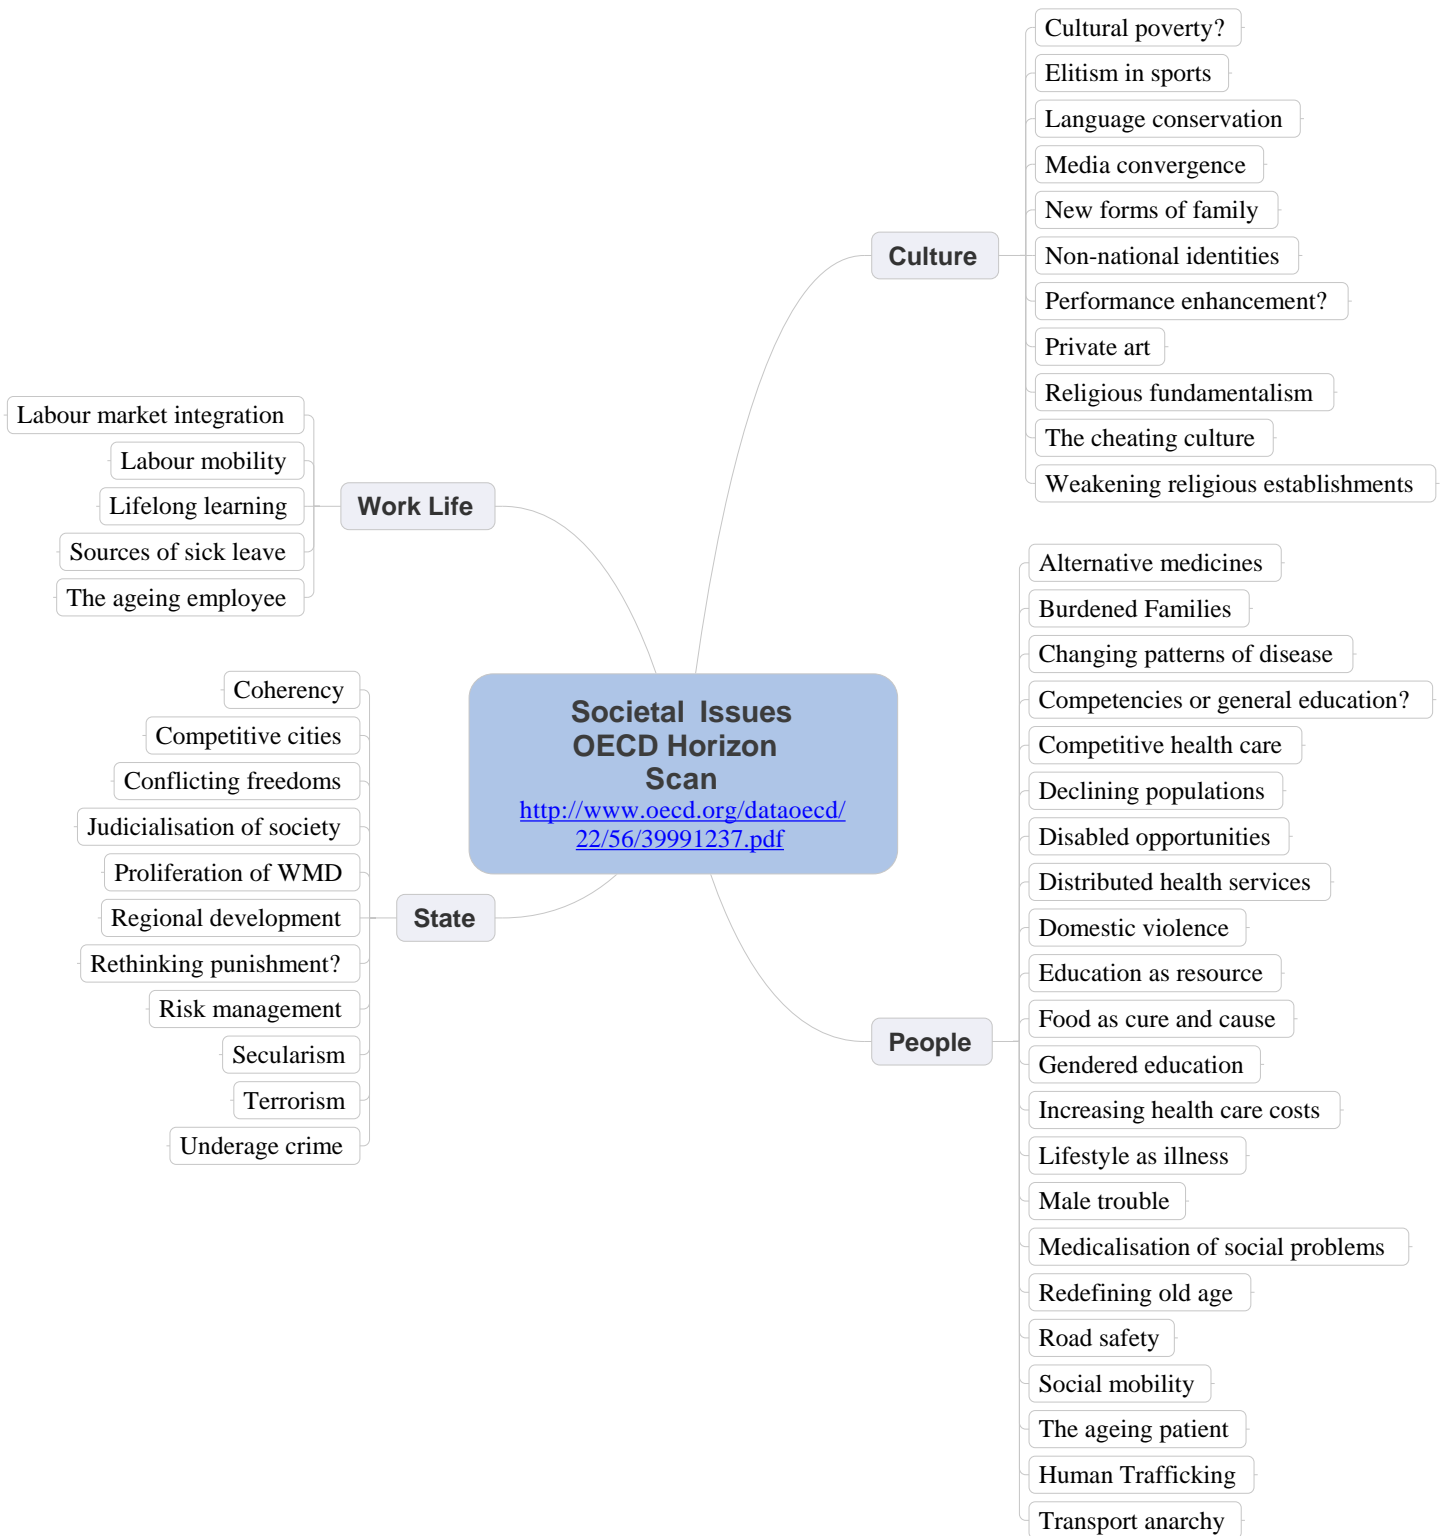 Societal Issues
OECD Horizon
Scan
http://www.oecd.org/dataoecd/
22/56/39991237.pdf
Culture
Cultural poverty?
Elitism in sports
Language conservation
Media convergence
New forms of family
Non-national identities
Performance enhancement?
Private art
Religious fundamentalism
The cheating culture
Weakening religious establishments
People
Alternative medicines
Burdened Families
Changing patterns of disease
Competencies or general education?
Competitive health care
Declining populations
Disabled opportunities
Distributed health services
Domestic violence
Education as resource
Food as cure and cause
Gendered education
Increasing health care costs
Lifestyle as illness
Male trouble
Medicalisation of social problems
Redefining old age
Road safety
Social mobility
The ageing patient
Human Trafficking
Transport anarchy
Work Life
Labour market integration
Labour mobility
Lifelong learning
Sources of sick leave
The ageing employee
State
Coherency
Competitive cities
Conflicting freedoms
Judicialisation of society
Proliferation of WMD
Regional development
Rethinking punishment?
Risk management
Secularism
Terrorism
Underage crime